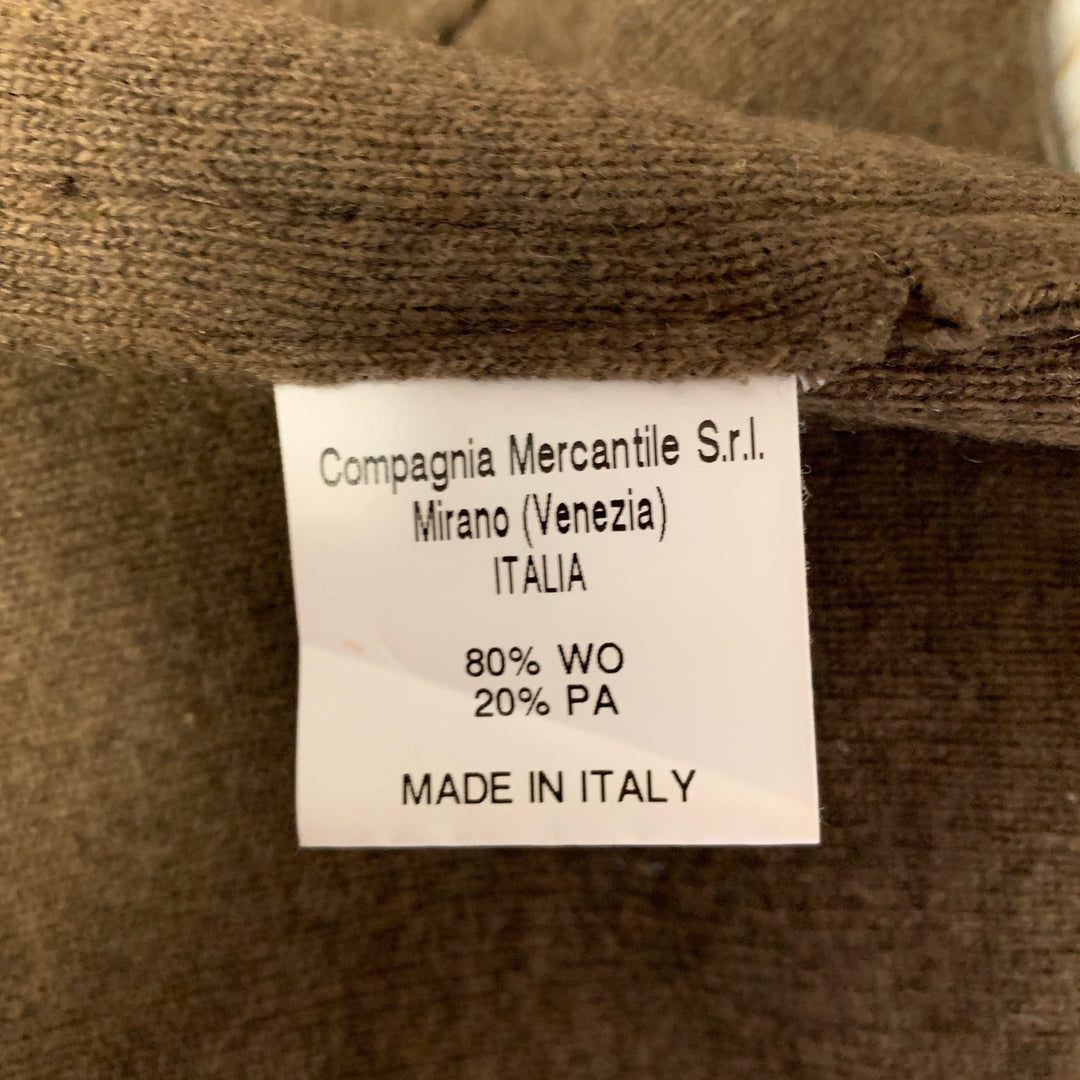 Compagnia Mercantile S.r.l.
Mirano (Venezia)
ITALIA
80% WO
20% PA
MADE IN ITALY